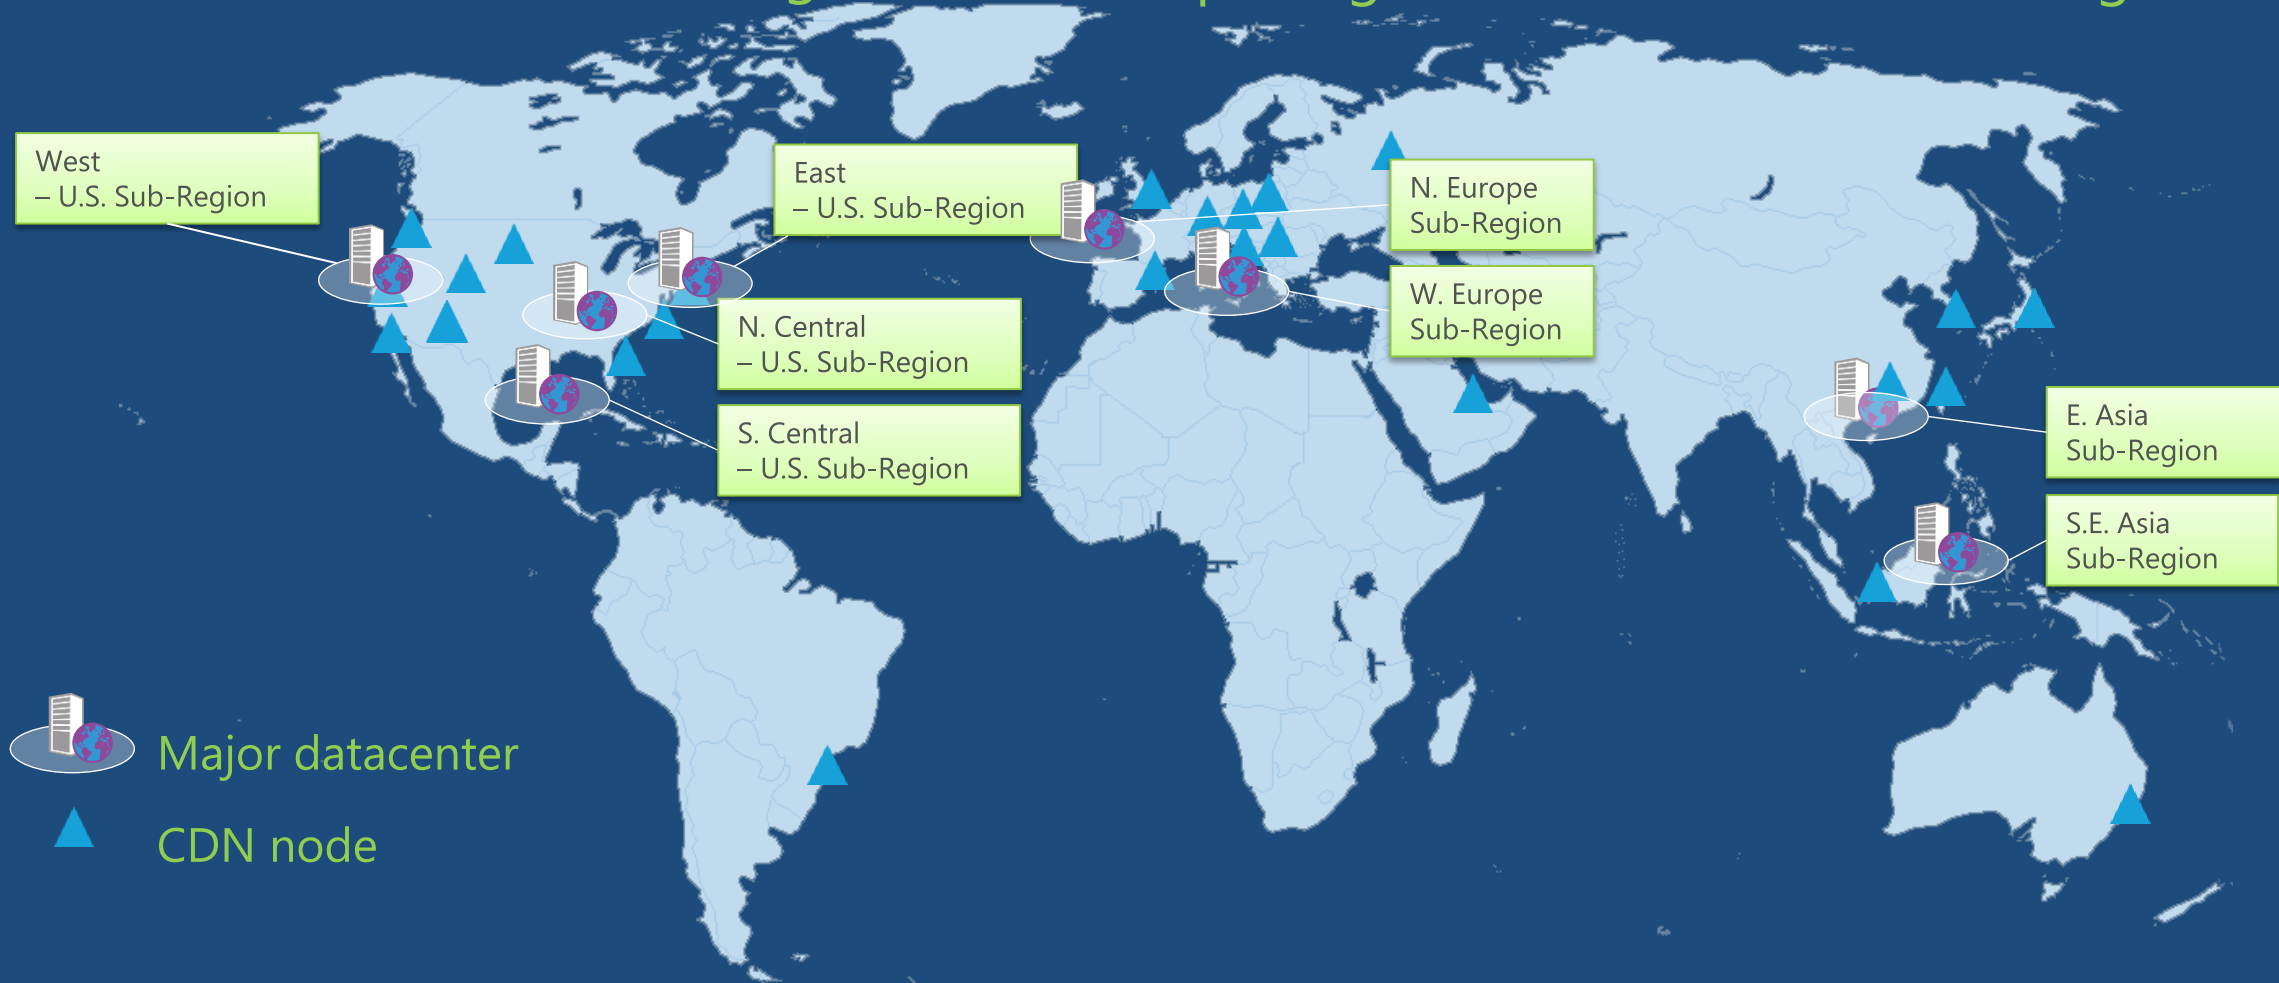 West
– U.S. Sub-Region
East
– U.S. Sub-Region
N. Europe
Sub-Region
W. Europe
Sub-Region
N. Central
– U.S. Sub-Region
S. Central
– U.S. Sub-Region
E. Asia
Sub-Region
S.E. Asia
Sub-Region
Major datacenter
CDN node